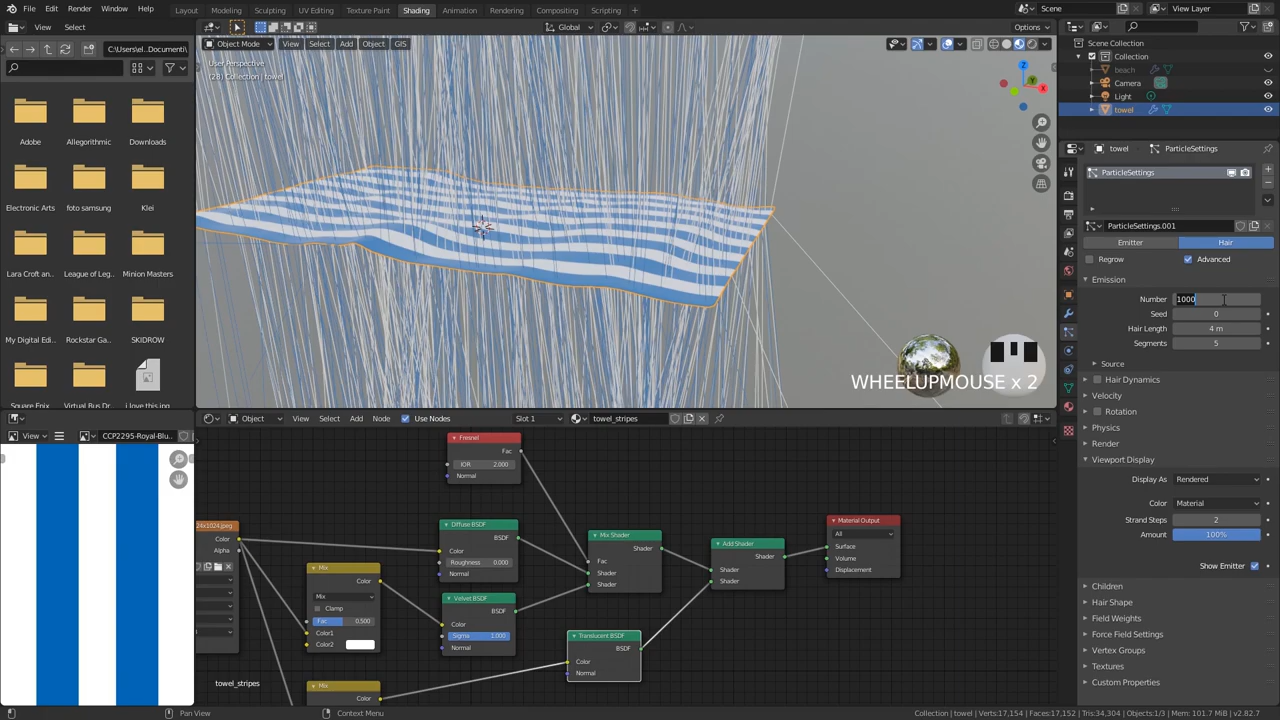 File Edit Render Window Help
Layout Modeling Sculpting UV Editing Texture Paint Shading Animation Rendering Compositing Scripting +
Scene
View Layer
View Select
C:\Users\el..Documenti\
Adobe Allegorithmic Downloads
Electronic Arts foto samsung Klei
Lara Croft an.. League of Leg.. Minion Masters
My Digital Edi.. Rockstar Ga.. SKIDROW
Square Enix Virtual Bus Dr.. I love this jpg
Object Mode View Select Add Object GIS
Global
Options
User Perspective
(28) Collection | towel
WHEELUPMOUSE x 2
Scene Collection
Collection
beach
Camera
Light
towel
towel ParticleSettings
ParticleSettings
ParticleSettings.001
Emitter Hair
Regrow Advanced
Emission
Number 1000
Seed 0
Hair Length 4 m
Segments 5
Source
Hair Dynamics
Velocity
Rotation
Physics
Render
Viewport Display
Display As Rendered
Color Material
Strand Steps 2
Amount 100%
Show Emitter
Children
Hair Shape
Field Weights
Force Field Settings
Vertex Groups
Textures
Custom Properties
View
CCP2295-Royal-Blu..
Object View Select Add Node Use Nodes Slot 1 towel_stripes
Fresnel
Fac
IOR 2.000
Normal
24x1024.jpeg
Color
Alpha
Mix
Color
Mix
Clamp
Fac 0.500
Color1
Color2
Diffuse BSDF
BSDF
Color
Roughness 0.000
Normal
Velvet BSDF
BSDF
Color
Sigma 1.000
Normal
Mix Shader
Shader
Fac
Shader
Shader
Add Shader
Shader
Shader
Shader
Material Output
All
Surface
Volume
Displacement
Translucent BSDF
BSDF
Color
Normal
Mix
Color
towel_stripes
Select
Pan View
Context Menu
Collection | towel | Verts:17,154 | Faces:17,152 | Tris:34,304 | Objects:1/3 | Mem: 101.7 MiB | v2.82.7